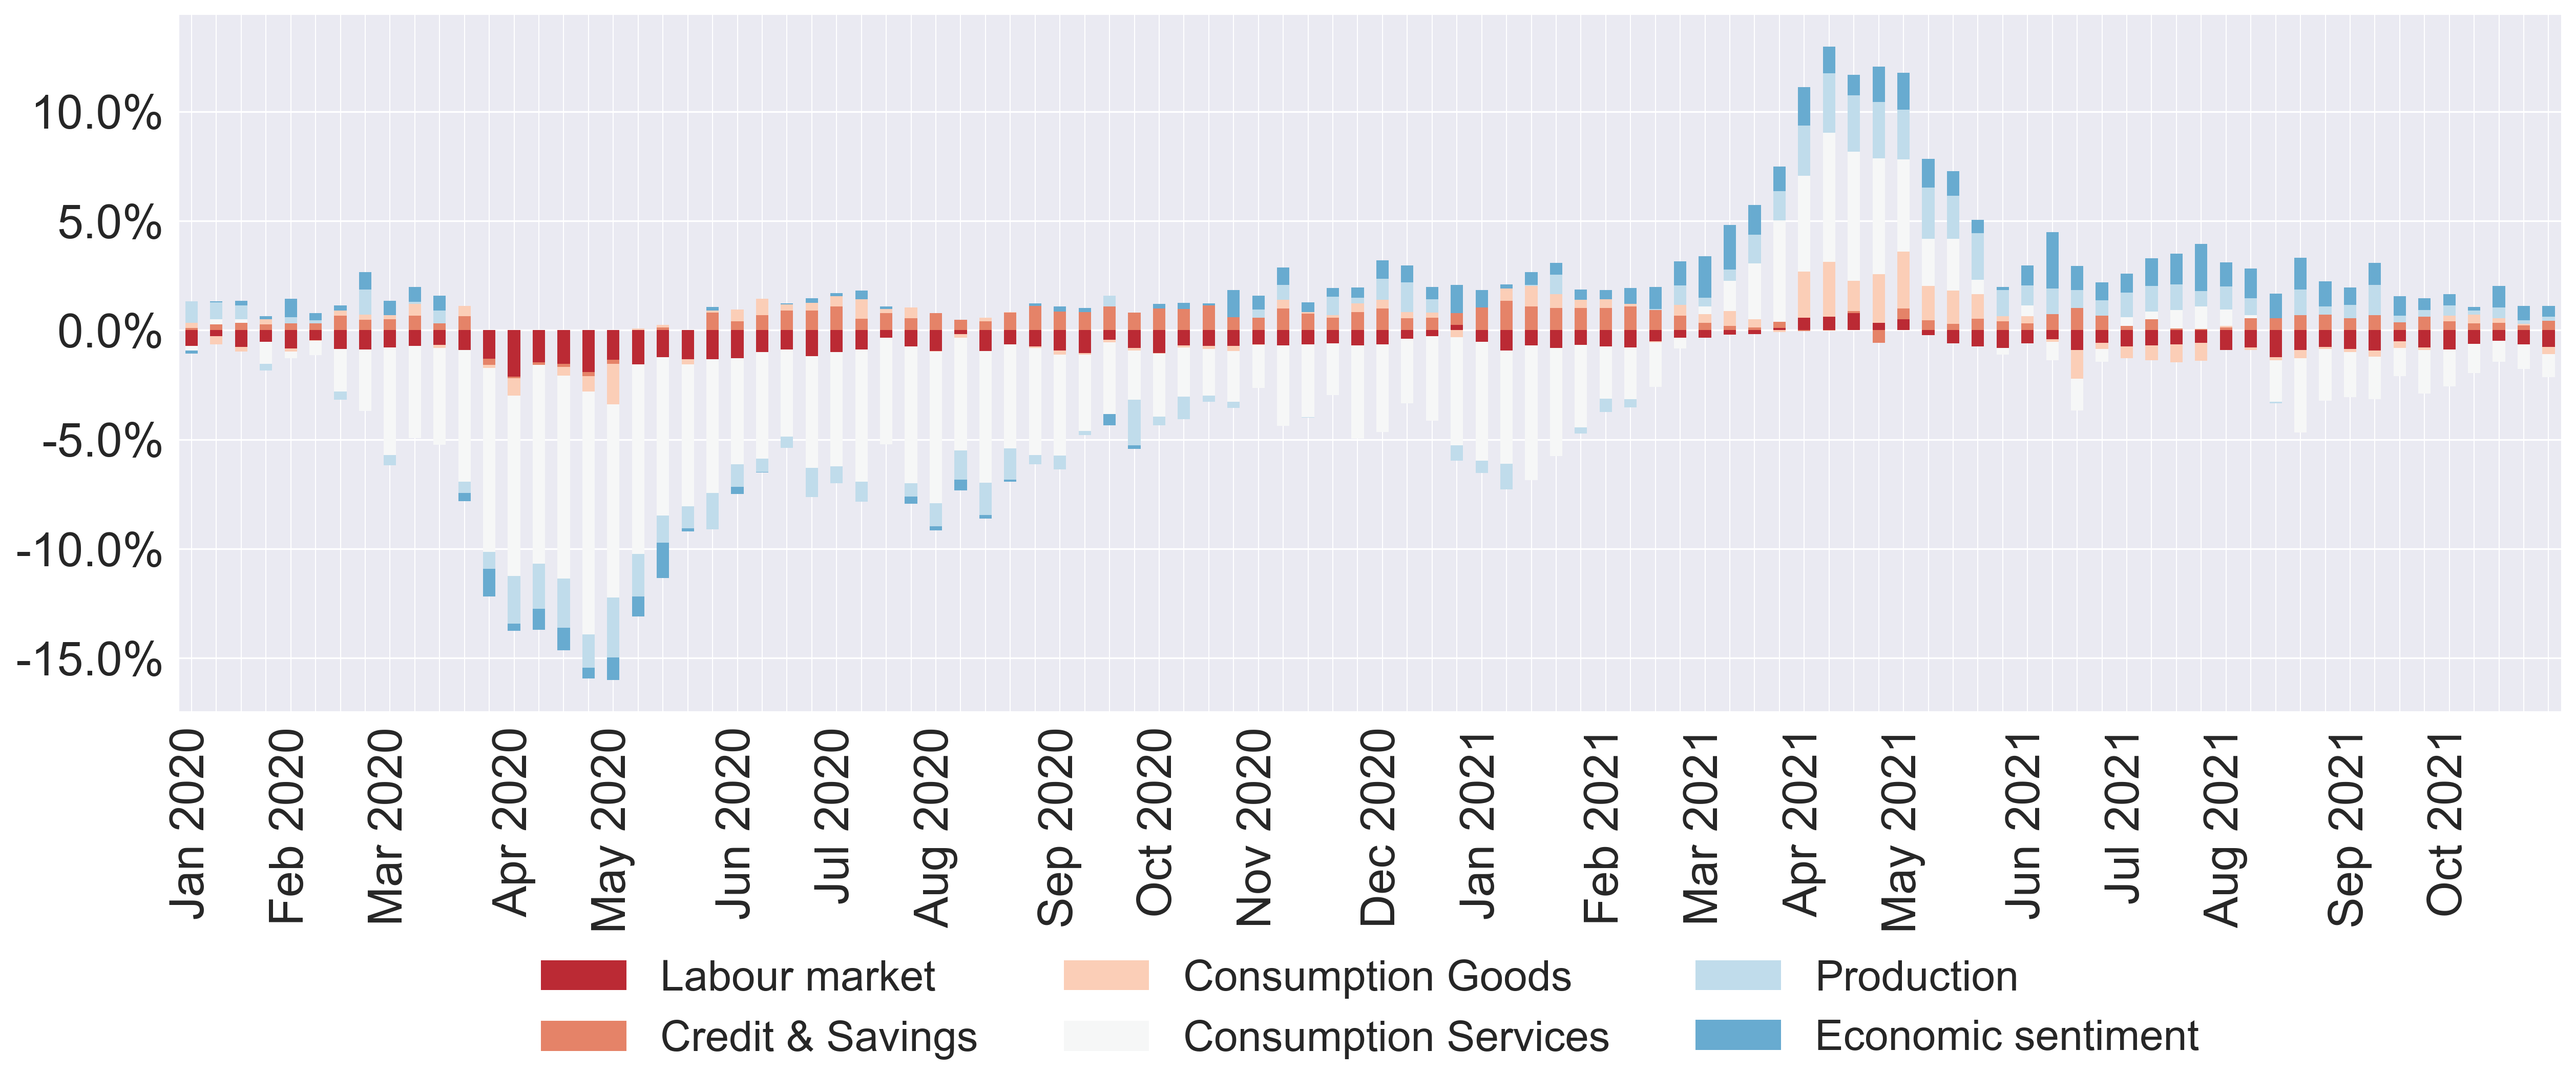 10.0%
5.0%
0.0%
-5.0%
-10.0%
-15.0%
Jan 2020
Feb 2020
Mar 2020
Apr 2020
May 2020
Jun 2020
Jul 2020
Aug 2020
Sep 2020
Oct 2020
Nov 2020
Dec 2020
Jan 2021
Feb 2021
Mar 2021
Apr 2021
May 2021
Jun 2021
Jul 2021
Aug 2021
Sep 2021
Oct 2021
Labour market
Consumption Goods
Production
Credit & Savings
Consumption Services
Economic sentiment